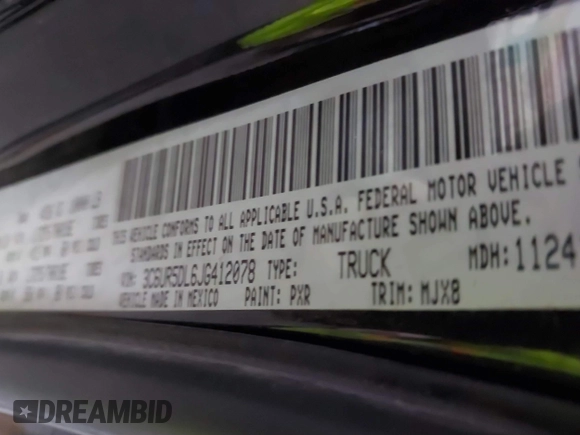 THIS VEHICLE CONFORMS TO ALL APPLICABLE U.S.A. FEDERAL MOTOR VEHICLE
STANDARDS IN EFFECT ON THE DATE OF MANUFACTURE SHOWN ABOVE.
VIN: 3C6UR5DL6JG412078 TYPE: TRUCK MDH: 1124
VEHICLE MADE IN MEXICO PAINT: PXR TRIM: MJX8
DREAMBID